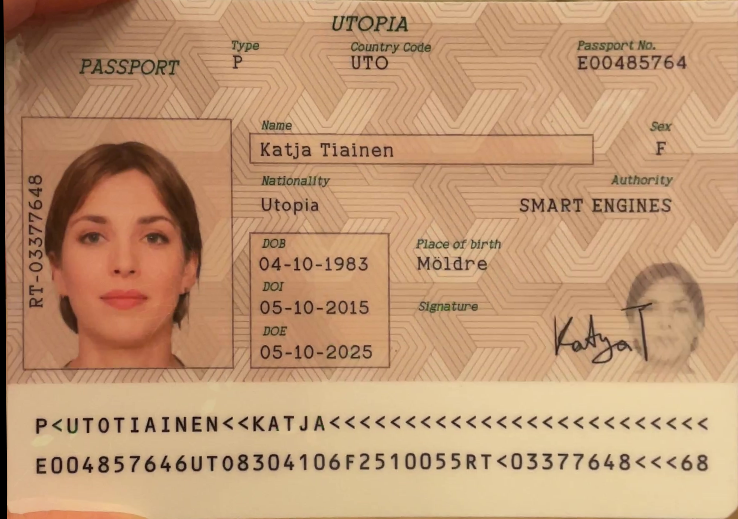 UTOPIA
PASSPORT
Type
P
Country Code
UTO
Passport No.
E00485764
RT-03377648
Name
Katja Tiainen
Sex
F
Nationality
Utopia
Authority
SMART ENGINES
DOB
04-10-1983
Place of birth
Möldre
DOI
05-10-2015
Signature
KatyaT
DOE
05-10-2025
P<UTOTIAINEN<<KATJA<<<<<<<<<<<<<<<<<<<<<<<<<
E004857646UTO8304106F2510055RT<03377648<<<68